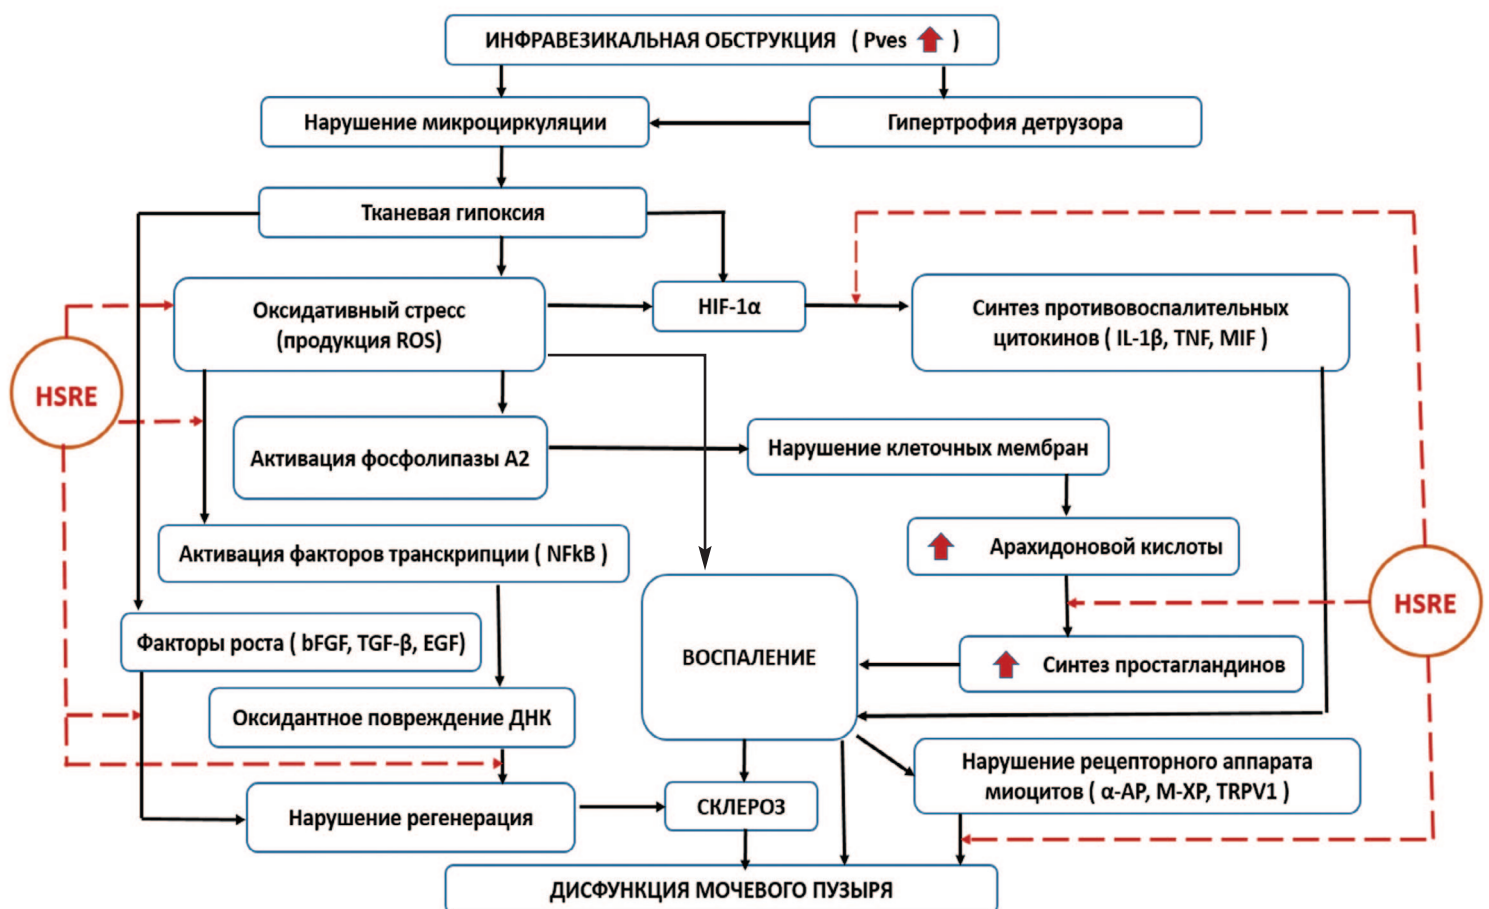 ИНФРАВЕЗИКАЛЬНАЯ ОБСТРУКЦИЯ ( Pves )
Нарушение микроциркуляции
Гипертрофия детрузора
Тканевая гипоксия
Оксидативный стресс
(продукция ROS)
HIF-1α
Синтез противовоспалительных
цитокинов ( IL-1β, TNF, MIF )
HSRE
Активация фосфолипазы А2
Нарушение клеточных мембран
Активация факторов транскрипции ( NFkB )
Арахидоновой кислоты
HSRE
Факторы роста ( bFGF, TGF-β, EGF)
ВОСПАЛЕНИЕ
Синтез простагландинов
Оксидантное повреждение ДНК
Нарушение рецепторного аппарата
миоцитов ( α-АР, М-ХР, TRPV1 )
Нарушение регенерация
СКЛЕРОЗ
ДИСФУНКЦИЯ МОЧЕВОГО ПУЗЫРЯ